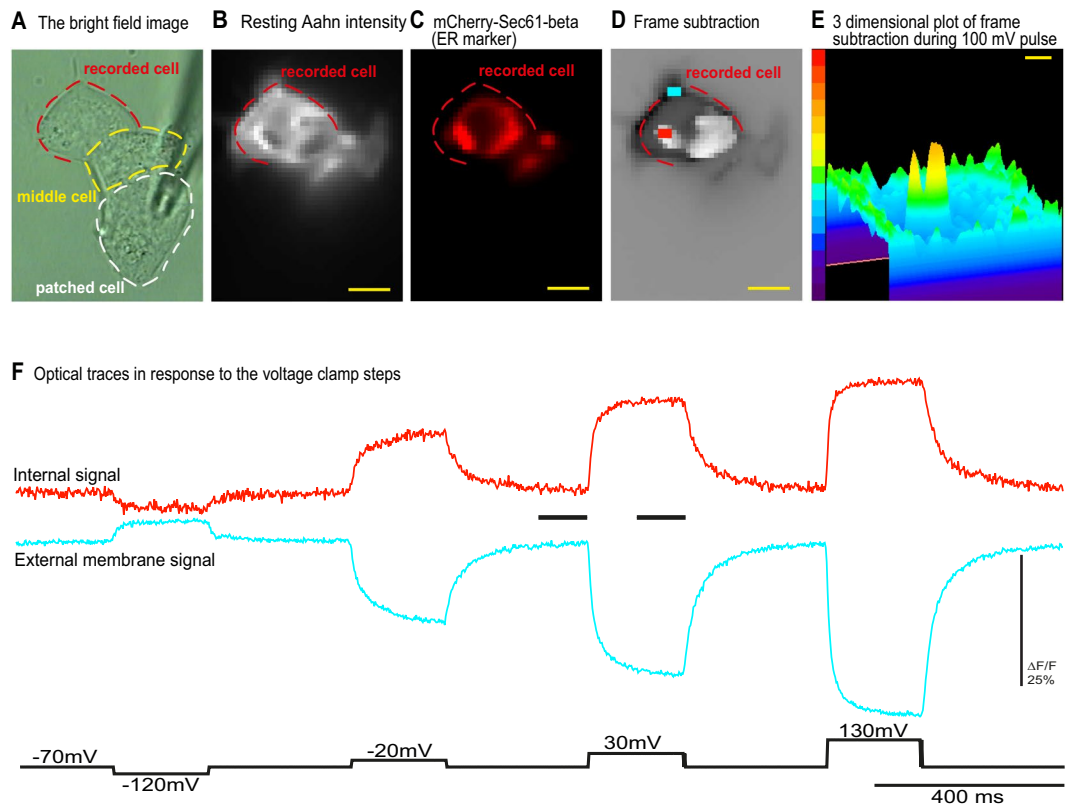 A The bright field image
recorded cell
middle cell
patched cell
B Resting Aahn intensity
recorded cell
C mCherry-Sec61-beta
(ER marker)
recorded cell
D Frame subtraction
recorded cell
E 3 dimensional plot of frame
subtraction during 100 mV pulse
F Optical traces in response to the voltage clamp steps
Internal signal
External membrane signal
ΔF/F
25%
-70mV
-120mV
-20mV
30mV
130mV
400 ms